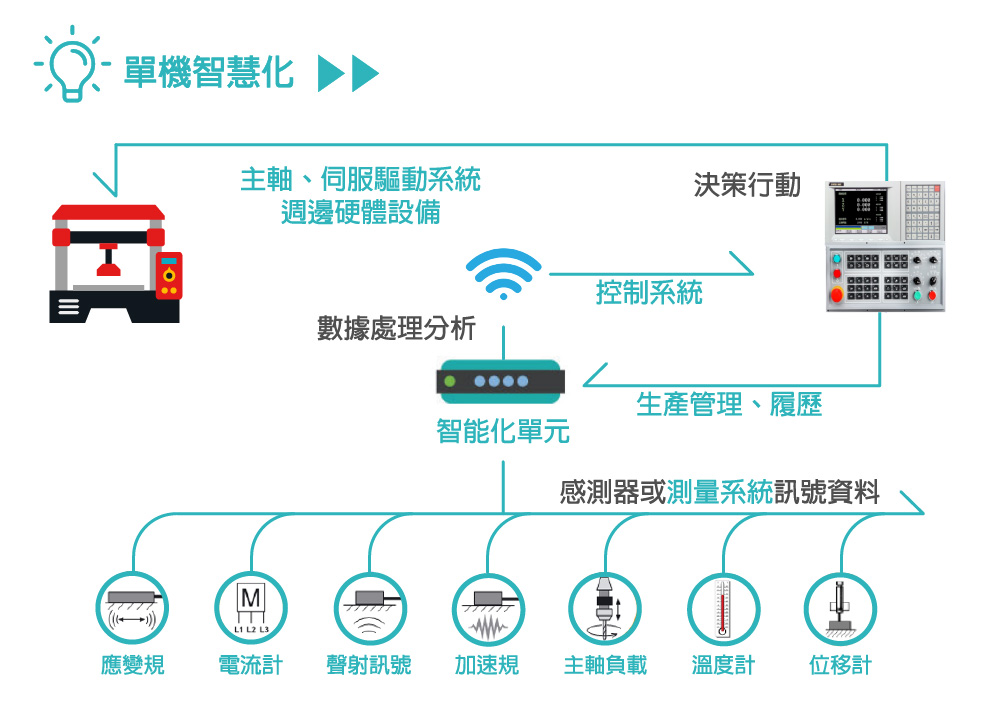 單機智慧化
主軸、伺服驅動系統
週邊硬體設備
決策行動
控制系統
數據處理分析
生產管理、履歷
智能化單元
感測器或測量系統訊號資料
M
L1 L2 L3
應變規
電流計
聲射訊號
加速規
主軸負載
溫度計
位移計